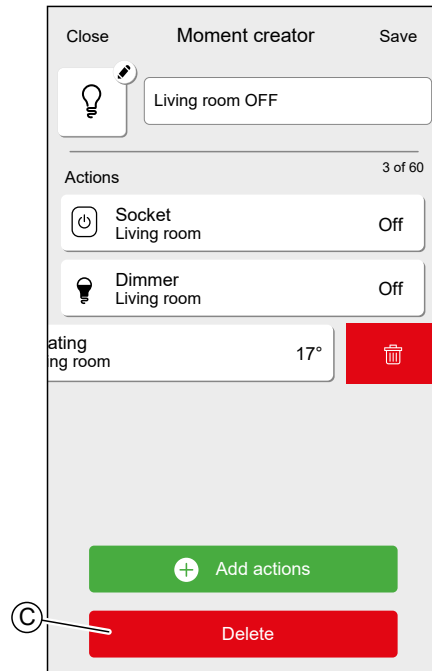 Close Moment creator Save
Living room OFF
3 of 60
Actions
Socket
Living room
Off
Dimmer
Living room
Off
ating
ing room
17°
Add actions
C
Delete